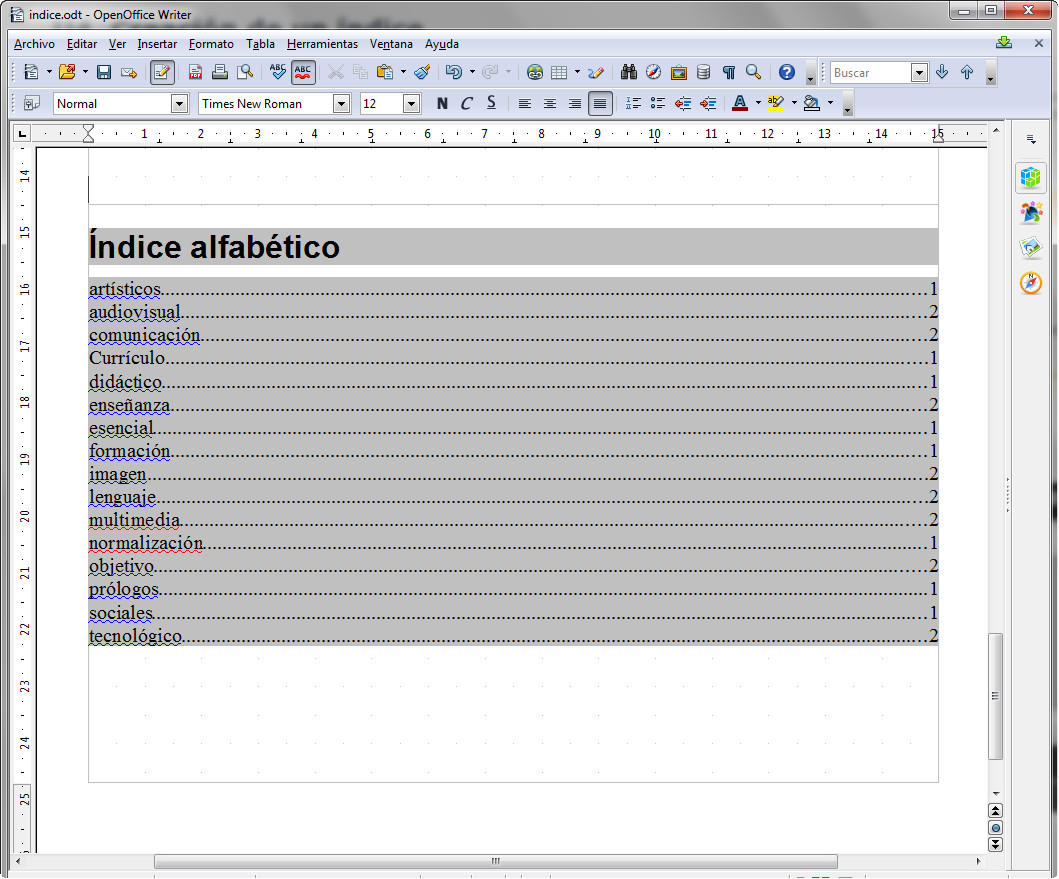 indice.odt - OpenOffice Writer
Archivo Editar Ver Insertar Formato Tabla Herramientas Ventana Ayuda
ABC ABC Buscar
Normal Times New Roman 12 N C S A
1 2 3 4 5 6 7 8 9 10 11 12 13 14 15
14
15
16
17
18
19
20
21
22
23
24
25
Índice alfabético
artísticos 1
audiovisual 2
comunicación 2
Currículo 1
didáctico 1
enseñanza 2
esencial 1
formación 1
imagen 2
lenguaje 2
multimedia 2
normalización 1
objetivo 2
prólogos 1
sociales 1
tecnológico 2